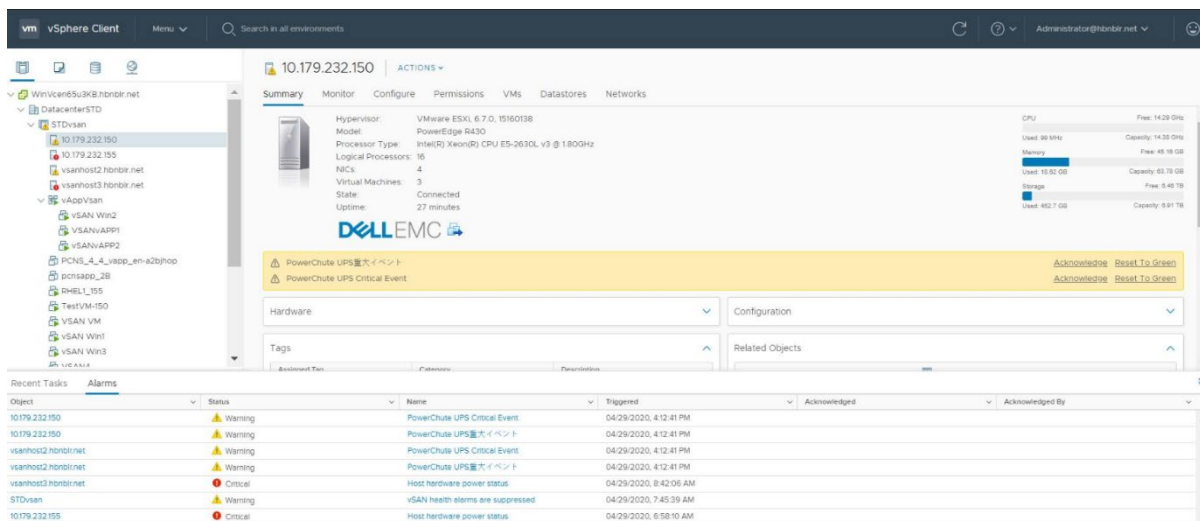 vm vSphere Client Menu Search in all environments Administrator@hbnblr.net
WinVcen65u3KB.hbnblr.net
DatacenterSTD
STDvsan
10.179.232.150
10.179.232.155
vsanhost2.hbnblr.net
vsanhost3.hbnblr.net
vAppVsan
vSAN Win2
VSANvAPP1
vSANvAPP2
PCNS_4_4_vapp_en-a2bjhop
pcnsapp_2B
RHEL1_155
TestVM-150
VSAN VM
vSAN Win1
vSAN Win3
vSAN4
10.179.232.150 ACTIONS
Summary Monitor Configure Permissions VMs Datastores Networks
Hypervisor: VMware ESXi, 6.7.0, 15160138
Model: PowerEdge R430
Processor Type: Intel(R) Xeon(R) CPU E5-2630L v3 @ 1.80GHz
Logical Processors: 16
NICs: 4
Virtual Machines: 3
State: Connected
Uptime: 27 minutes
DELLEMC
CPU Free: 14.29 GHz
Used: 99 MHz Capacity: 14.38 GHz
Memory Free: 48.16 GB
Used: 15.62 GB Capacity: 63.78 GB
Storage Free: 6.46 TB
Used: 462.7 GB Capacity: 6.91 TB
PowerChute UPS重大イベント Acknowledge Reset To Green
PowerChute UPS Critical Event Acknowledge Reset To Green
Hardware
Configuration
Tags
Related Objects
Assigned Tag Category Description
Recent Tasks Alarms
Object Status Name Triggered Acknowledged Acknowledged By
10.179.232.150 Warning PowerChute UPS Critical Event 04/29/2020, 4:12:41 PM
10.179.232.150 Warning PowerChute UPS重大イベント 04/29/2020, 4:12:41 PM
vsanhost2.hbnblr.net Warning PowerChute UPS Critical Event 04/29/2020, 4:12:41 PM
vsanhost2.hbnblr.net Warning PowerChute UPS重大イベント 04/29/2020, 4:12:41 PM
vsanhost3.hbnblr.net Critical Host hardware power status 04/29/2020, 8:42:06 AM
STDvsan Warning vSAN health alarms are suppressed 04/29/2020, 7:45:39 AM
10.179.232.155 Critical Host hardware power status 04/29/2020, 6:58:10 AM